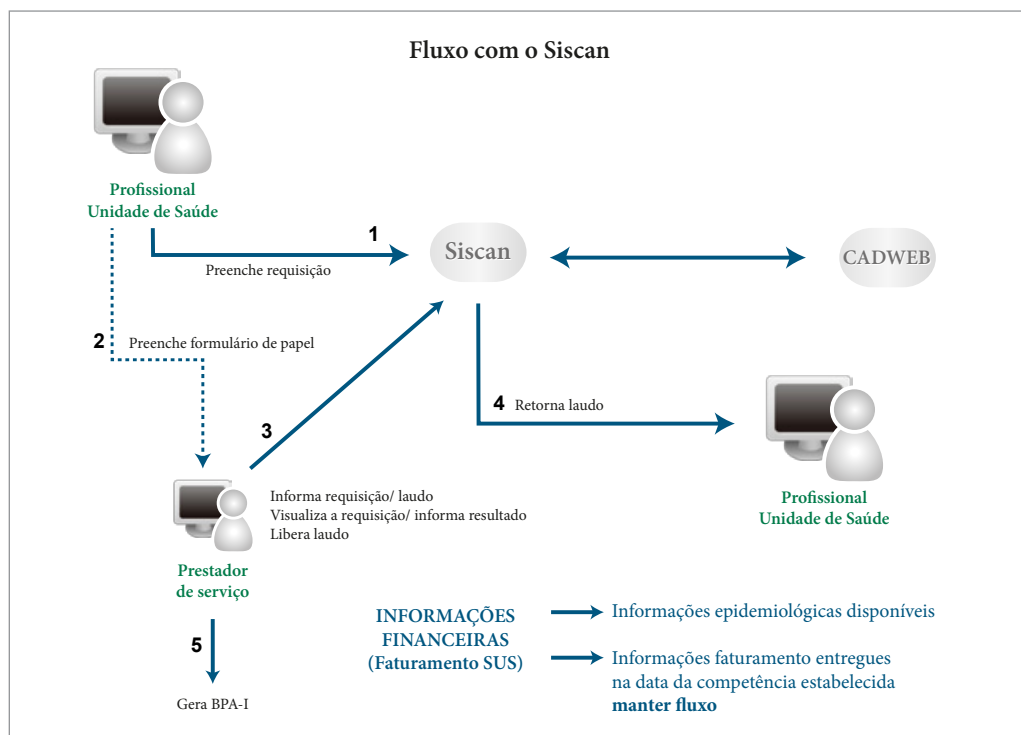 Fluxo com o Siscan
Profissional
Unidade de Saúde
1
Preenche requisição
Siscan
CADWEB
2
Preenche formulário de papel
3
4
Retorna laudo
Informa requisição/ laudo
Visualiza a requisição/ informa resultado
Libera laudo
Profissional
Unidade de Saúde
Prestador
de serviço
5
Gera BPA-I
INFORMAÇÕES
FINANCEIRAS
(Faturamento SUS)
Informações epidemiológicas disponíveis
Informações faturamento entregues
na data da competência estabelecida
manter fluxo